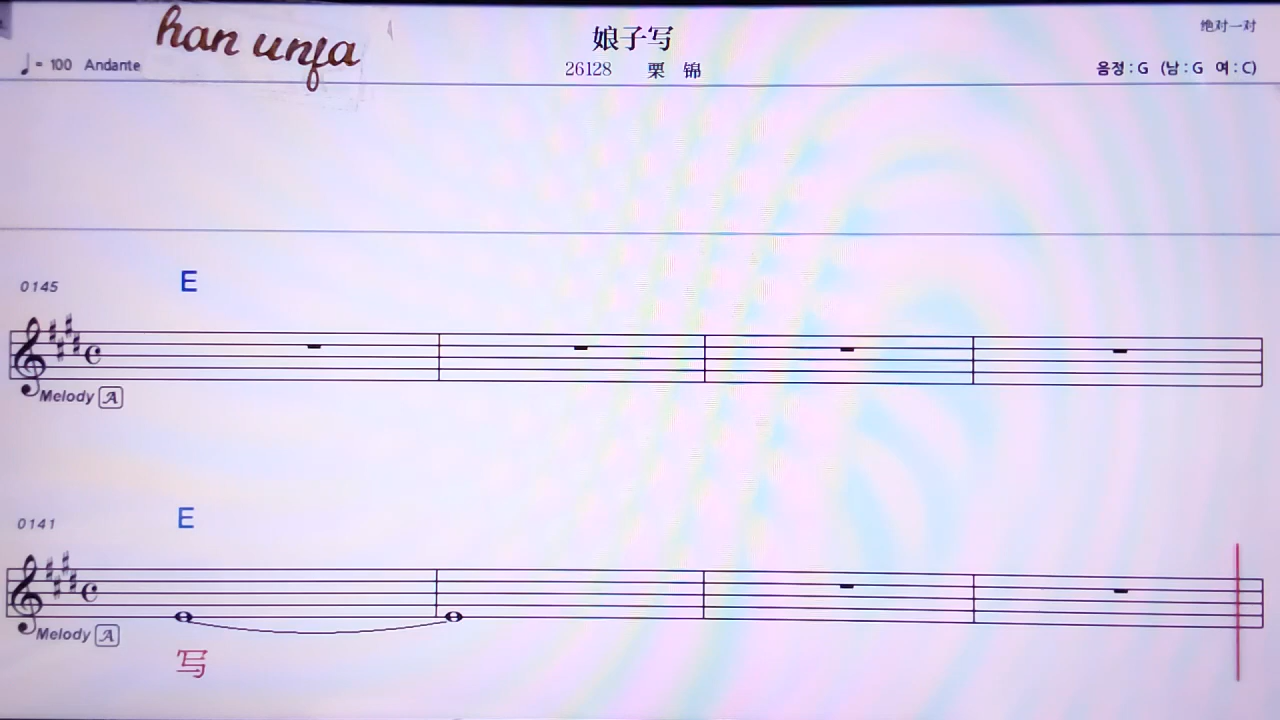 han unfa
娘子写
绝对一对
♩ = 100 Andante
26128 栗 锦
음정 : G (남 : G 여 : C)
0145
E
Melody A
0141
E
Melody A
写